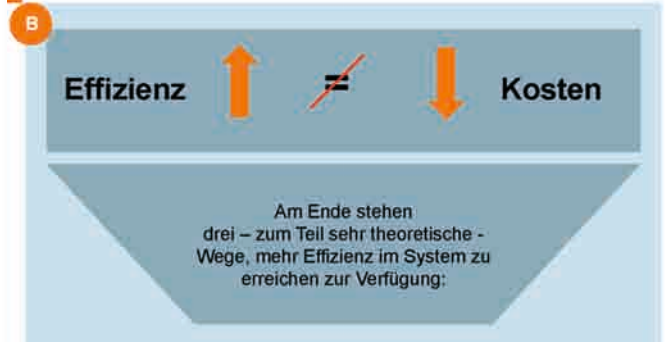 B
Effizienz = Kosten
Am Ende stehen
drei – zum Teil sehr theoretische -
Wege, mehr Effizienz im System zu
erreichen zur Verfügung: